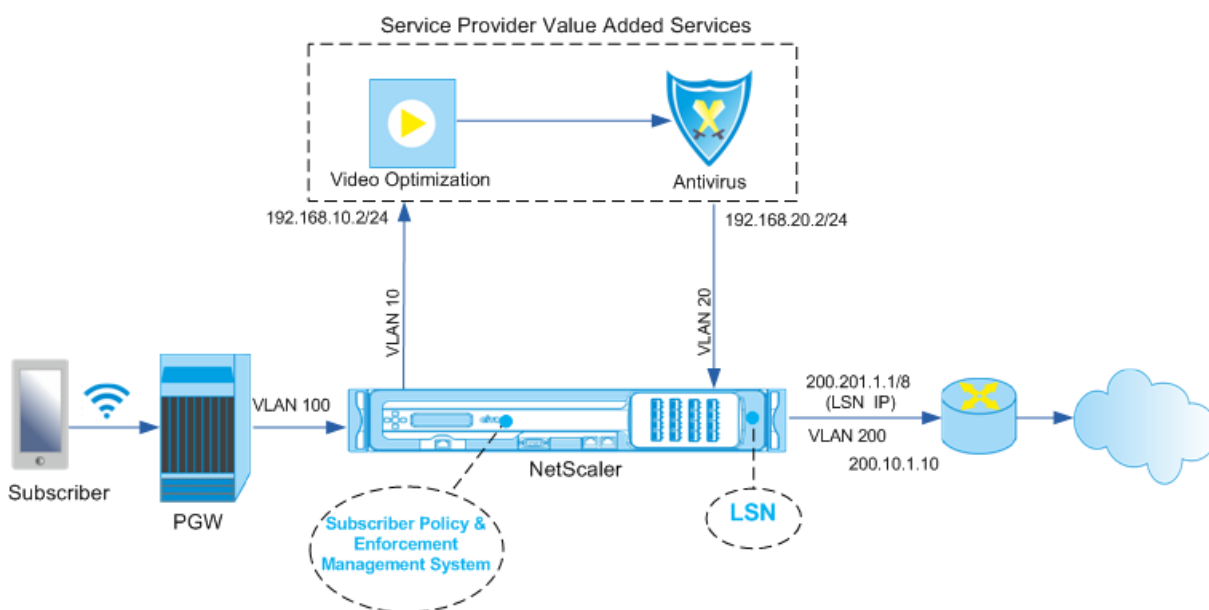 Service Provider Value Added Services
Video Optimization
Antivirus
192.168.10.2/24
192.168.20.2/24
VLAN 10
VLAN 20
VLAN 100
200.201.1.1/8
(LSN IP)
VLAN 200
200.10.1.10
NetScaler
Subscriber
PGW
Subscriber Policy &
Enforcement
Management System
LSN